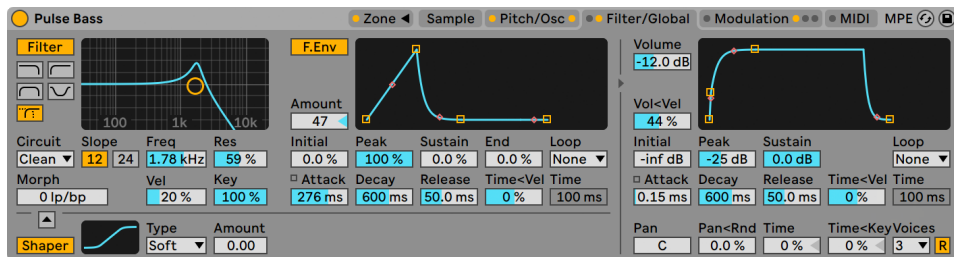 Pulse Bass Zone Sample Pitch/Osc Filter/Global Modulation MIDI MPE
Filter F.Env Volume
-12.0 dB
Amount Vol<Vel
100 1k 10k 47 44 %
Circuit Slope Freq Res Initial Peak Sustain End Loop Initial Peak Sustain Loop
Clean 12 24 1.78 kHz 59 % 0.0 % 100 % 0.0 % 0.0 % None -inf dB -25 dB 0.0 dB None
Morph Vel Key Attack Decay Release Time<Vel Time Attack Decay Release Time<Vel Time
0 lp/bp 20 % 100 % 276 ms 600 ms 50.0 ms 0 % 100 ms 0.15 ms 600 ms 50.0 ms 0 % 100 ms
Type Amount Pan Pan<Rnd Time Time<Key Voices
Shaper Soft 0.00 C 0.0 % 0 % 0 % 3 R